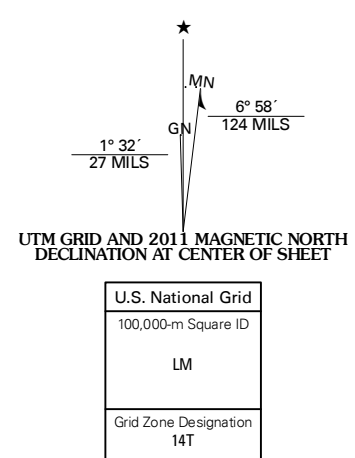 ★
MN
GN
6° 58´
124 MILS
1° 32´
27 MILS
UTM GRID AND 2011 MAGNETIC NORTH
DECLINATION AT CENTER OF SHEET
U.S. National Grid
100,000-m Square ID
LM
Grid Zone Designation
14T